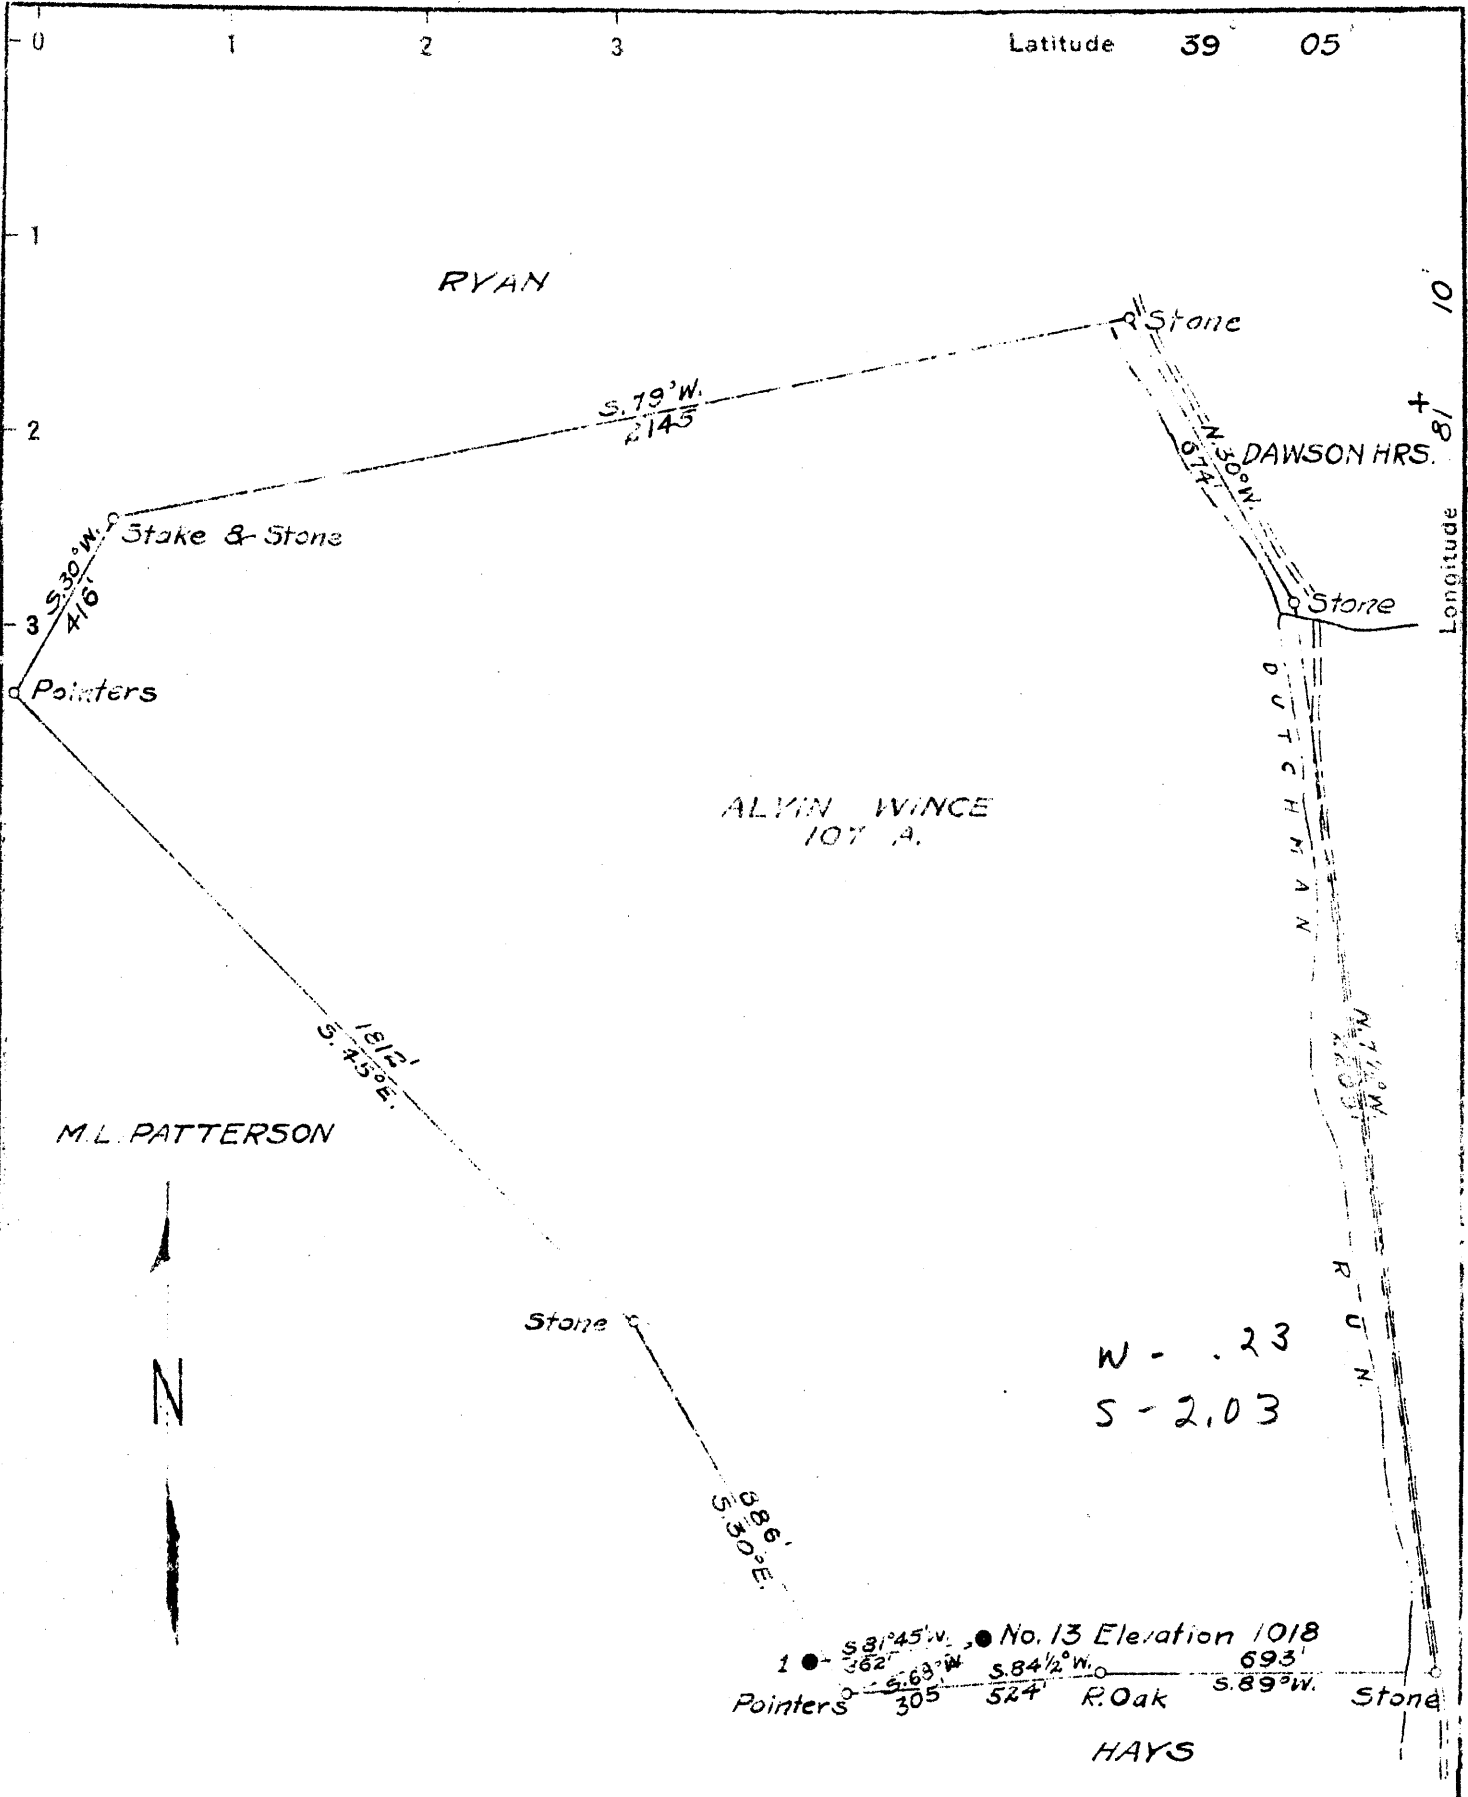 0 1 2 3 Latitude 39° 05'
1
RYAN
10'
Stone
S. 79° W.
2145
2
81
N. 30° W.
674'
DAWSON HRS.
Stake & Stone
Longitude
S. 30° W.
416'
3
Stone
Pointers
DUTCHMAN
ALVIN WINCE
107 A.
1812'
S. 45° E.
N. 7½° W.
M.L. PATTERSON
RUN
Stone
W - .23
N
S - 2.03
886'
S. 30° E.
No. 13 Elevation 1018
S 81° 45' W.
362'
1
S. 63° W.
305'
S. 84½° W.
524'
693'
S. 89° W.
Pointers
R. Oak
Stone
HAYS